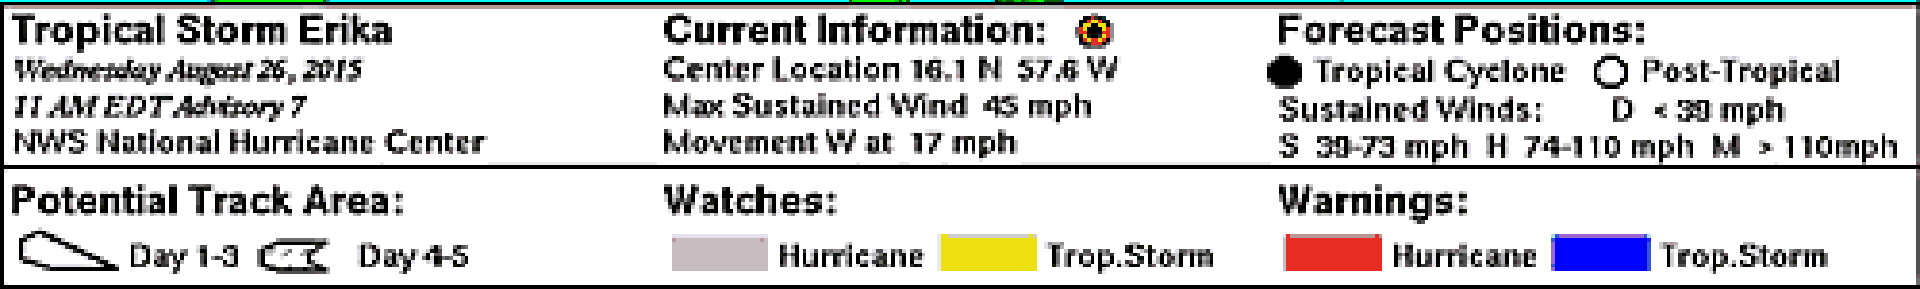 Tropical Storm Erika
Wednesday August 26, 2015
11 AM EDT Advisory 7
NWS National Hurricane Center
Current Information:
Center Location 16.1 N 57.6 W
Max Sustained Wind 45 mph
Movement W at 17 mph
Forecast Positions:
Tropical Cyclone Post-Tropical
Sustained Winds: D < 39 mph
S 39-73 mph H 74-110 mph M > 110mph
Potential Track Area:
Day 1-3 Day 4-5
Watches:
Hurricane Trop.Storm
Warnings:
Hurricane Trop.Storm